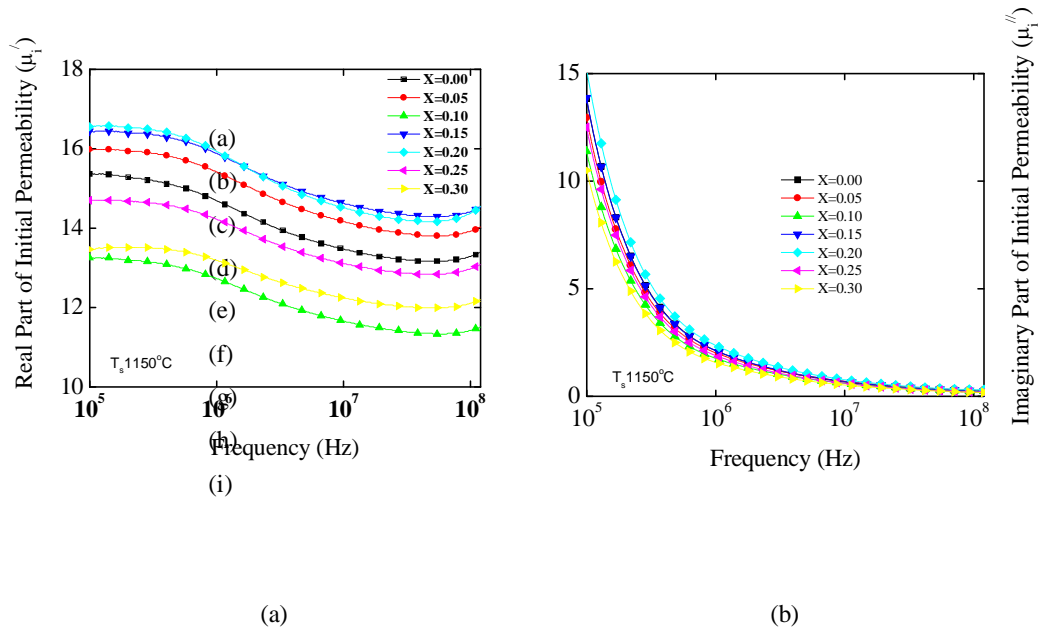 Real Part of Initial Permeability (μi/)
18
16
14
12
10
X=0.00
X=0.05
X=0.10
X=0.15
X=0.20
X=0.25
X=0.30
Ts1150°C
10^5
10^6
10^7
10^8
Frequency (Hz)
(a)
(b)
(c)
(d)
(e)
(f)
(g)
(h)
(i)
(a)
Imaginary Part of Initial Permeability (μi//)
15
10
5
0
X=0.00
X=0.05
X=0.10
X=0.15
X=0.20
X=0.25
X=0.30
Ts1150°C
10^5
10^6
10^7
10^8
Frequency (Hz)
(b)